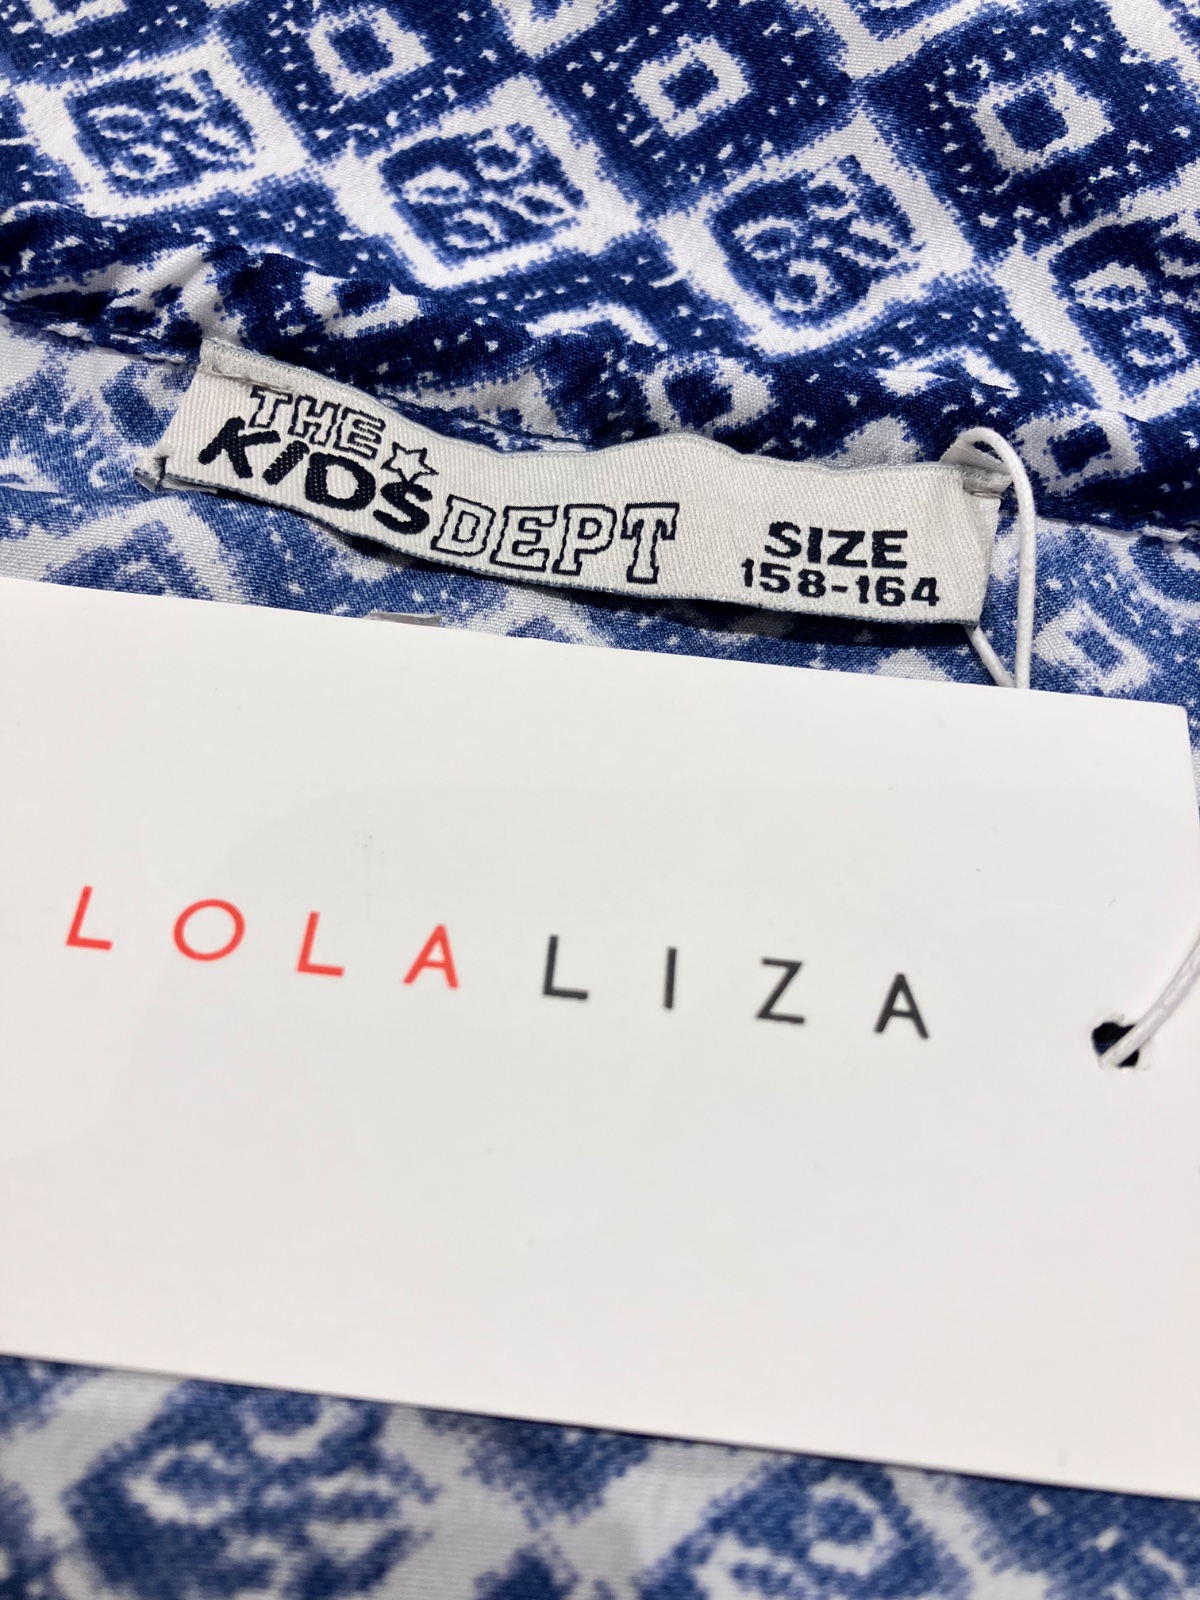 THE
KIDS DEPT
SIZE
158-164
LOLALIZA